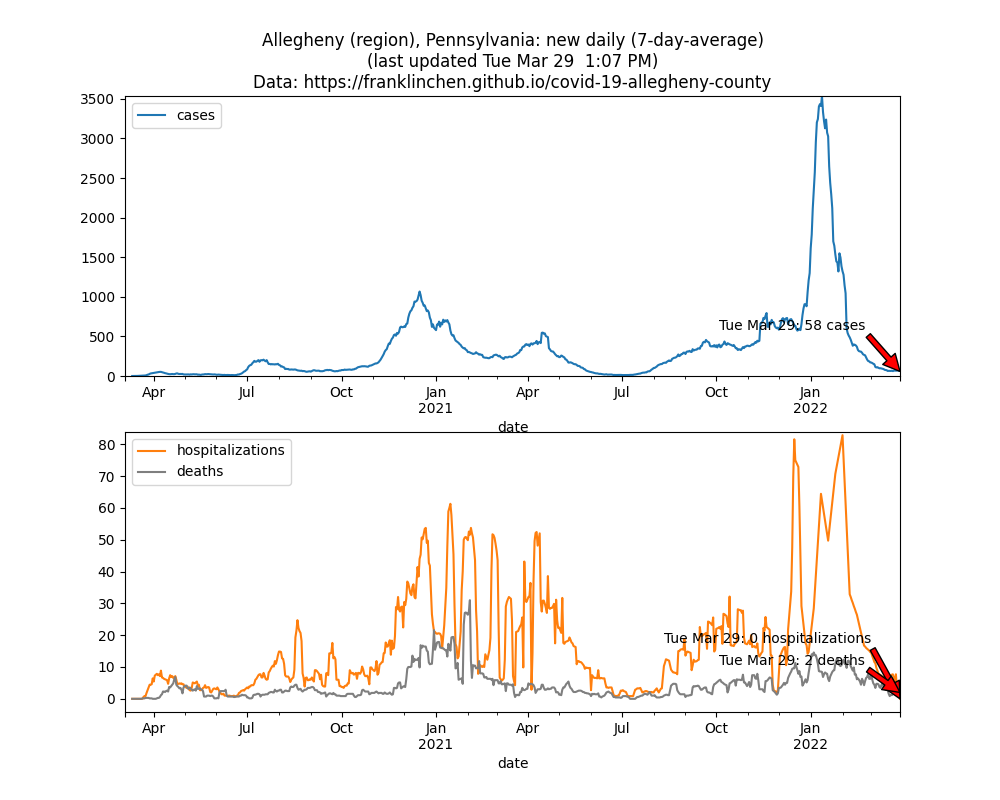 Allegheny (region), Pennsylvania: new daily (7-day-average)
(last updated Tue Mar 29  1:07 PM)
Data: https://franklinchen.github.io/covid-19-allegheny-county
3500
3000
2500
2000
1500
1000
500
0
cases
Tue Mar 29: 58 cases
Apr Jul Oct Jan Apr Jul Oct Jan
2021 2022
date
80
70
60
50
40
30
20
10
0
hospitalizations
deaths
Tue Mar 29: 0 hospitalizations
Tue Mar 29: 2 deaths
Apr Jul Oct Jan Apr Jul Oct Jan
2021 2022
date